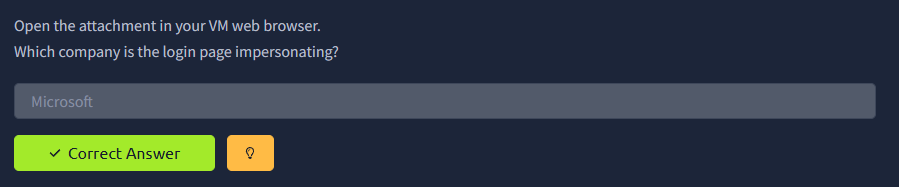 Open the attachment in your VM web browser.
Which company is the login page impersonating?
Microsoft
Correct Answer